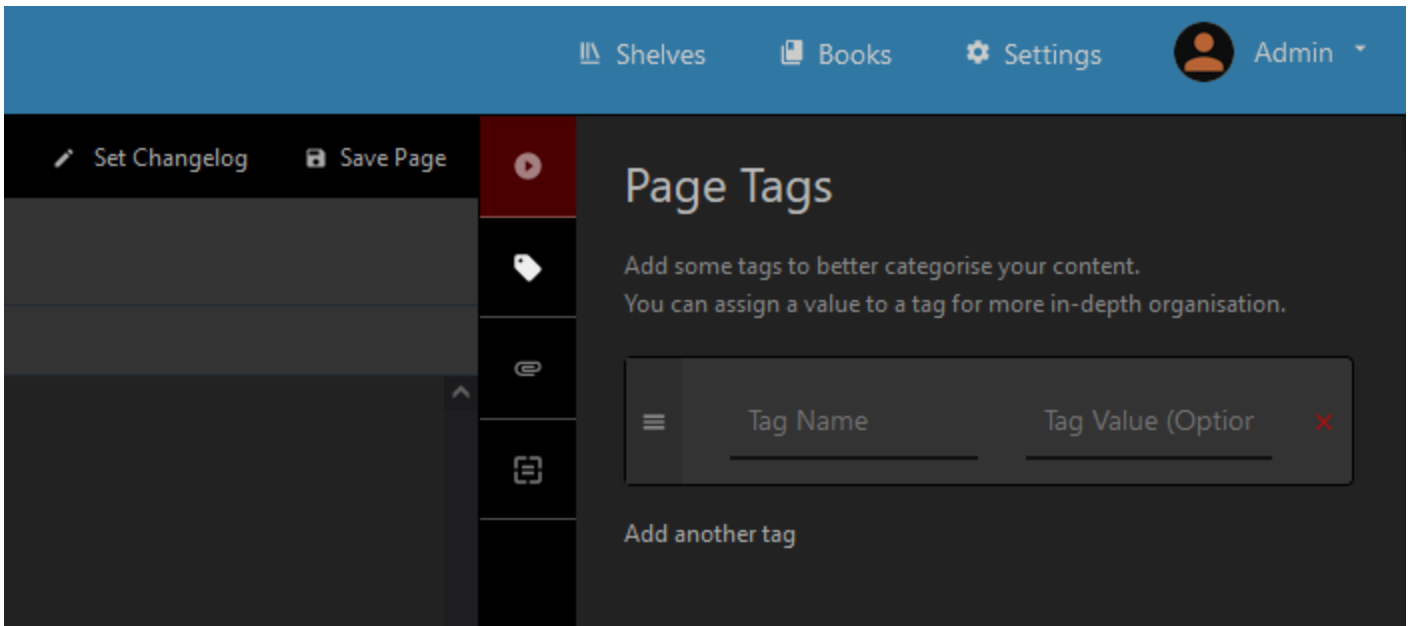 Shelves Books Settings Admin
Set Changelog Save Page
Page Tags
Add some tags to better categorise your content.
You can assign a value to a tag for more in-depth organisation.
Tag Name Tag Value (Option
Add another tag